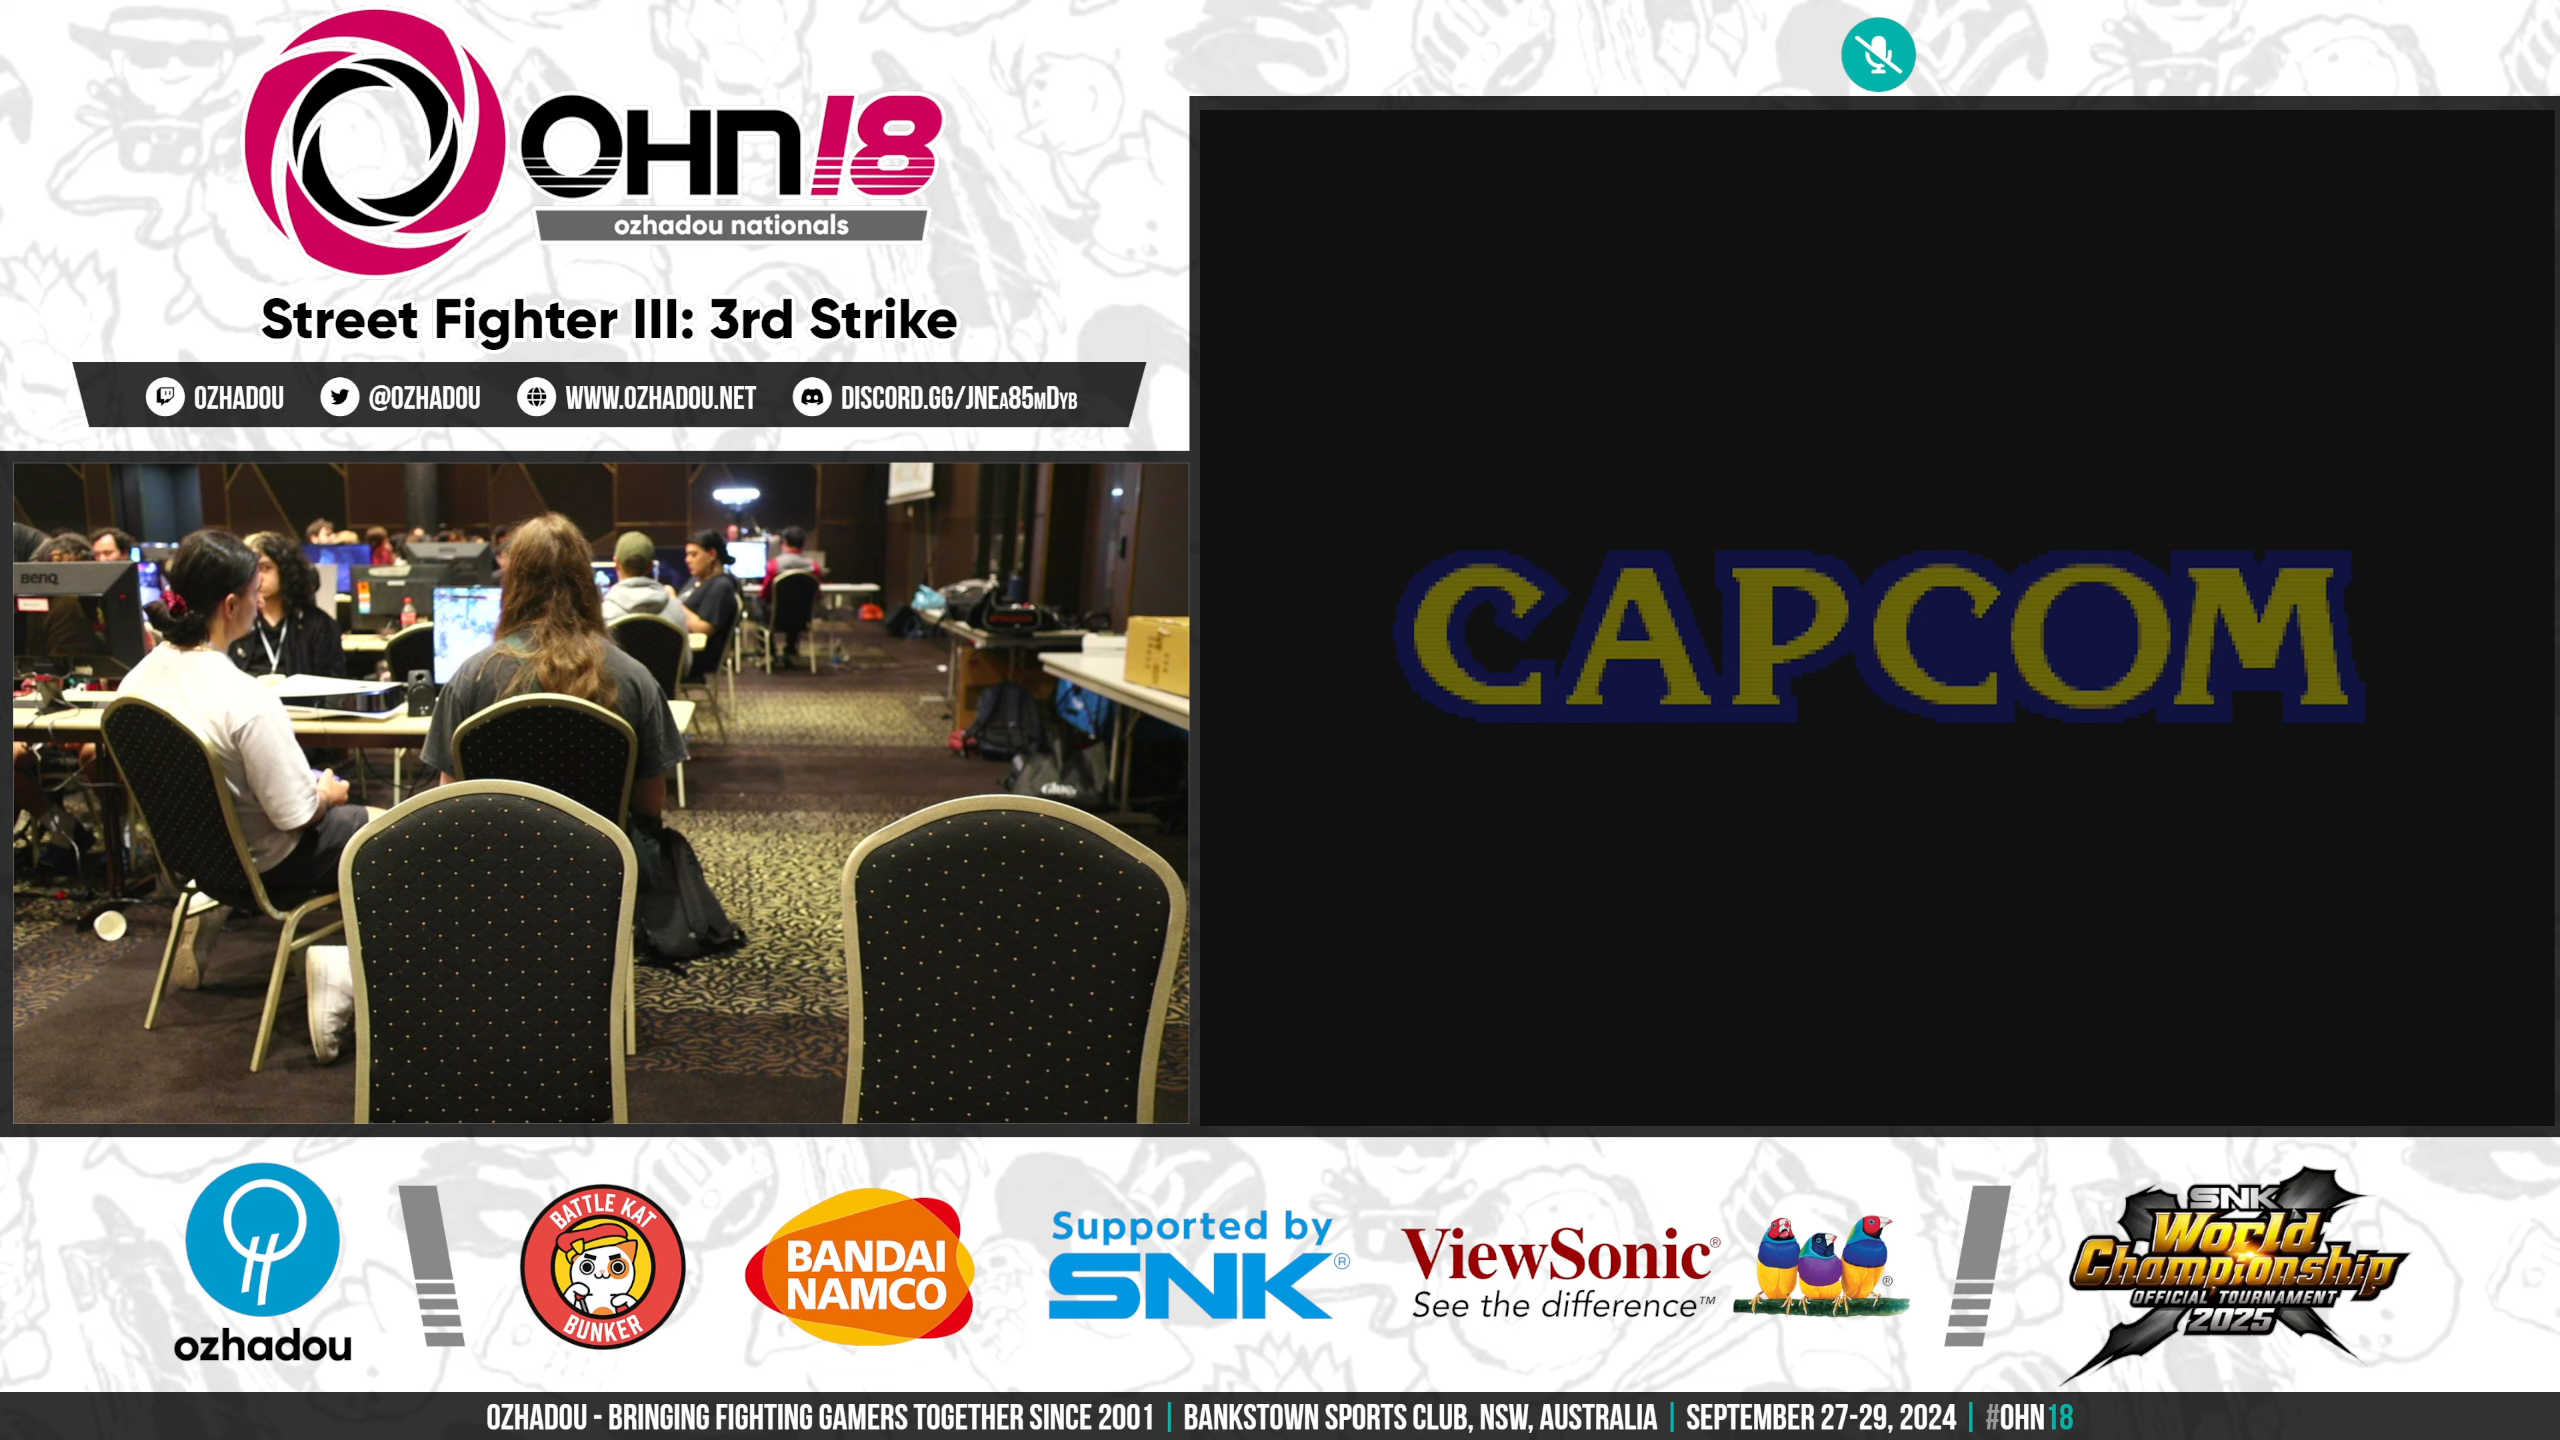 OHN18
ozhadou nationals
Street Fighter III: 3rd Strike
OZHADOU
@OZHADOU
WWW.OZHADOU.NET
DISCORD.GG/JNEA85MDYB
BENQ
CAPCOM
ozhadou
BATTLE KAT
BUNKER
BANDAI
NAMCO
Supported by
SNK®
ViewSonic®
See the difference™
®
SNK
World
Championship
OFFICIAL TOURNAMENT
2025
OZHADOU - BRINGING FIGHTING GAMERS TOGETHER SINCE 2001 | BANKSTOWN SPORTS CLUB, NSW, AUSTRALIA | SEPTEMBER 27-29, 2024 | #OHN18